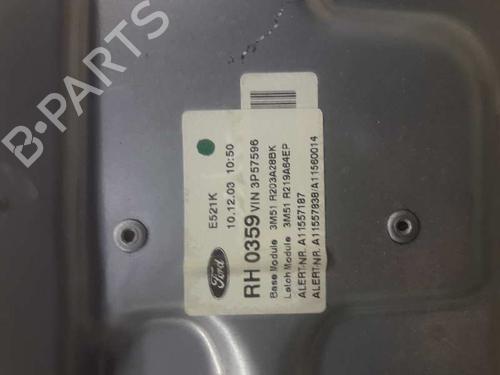 E521K
10.12.03 10:50
Ford
RH 0359 VIN 3P57596
Base Module 3M51 R203A28BK
Latch Module 3M51 R219A64EP
ALERT-NR. A11557187
ALERT-NR. A11557838/A11560014
B-PARTS